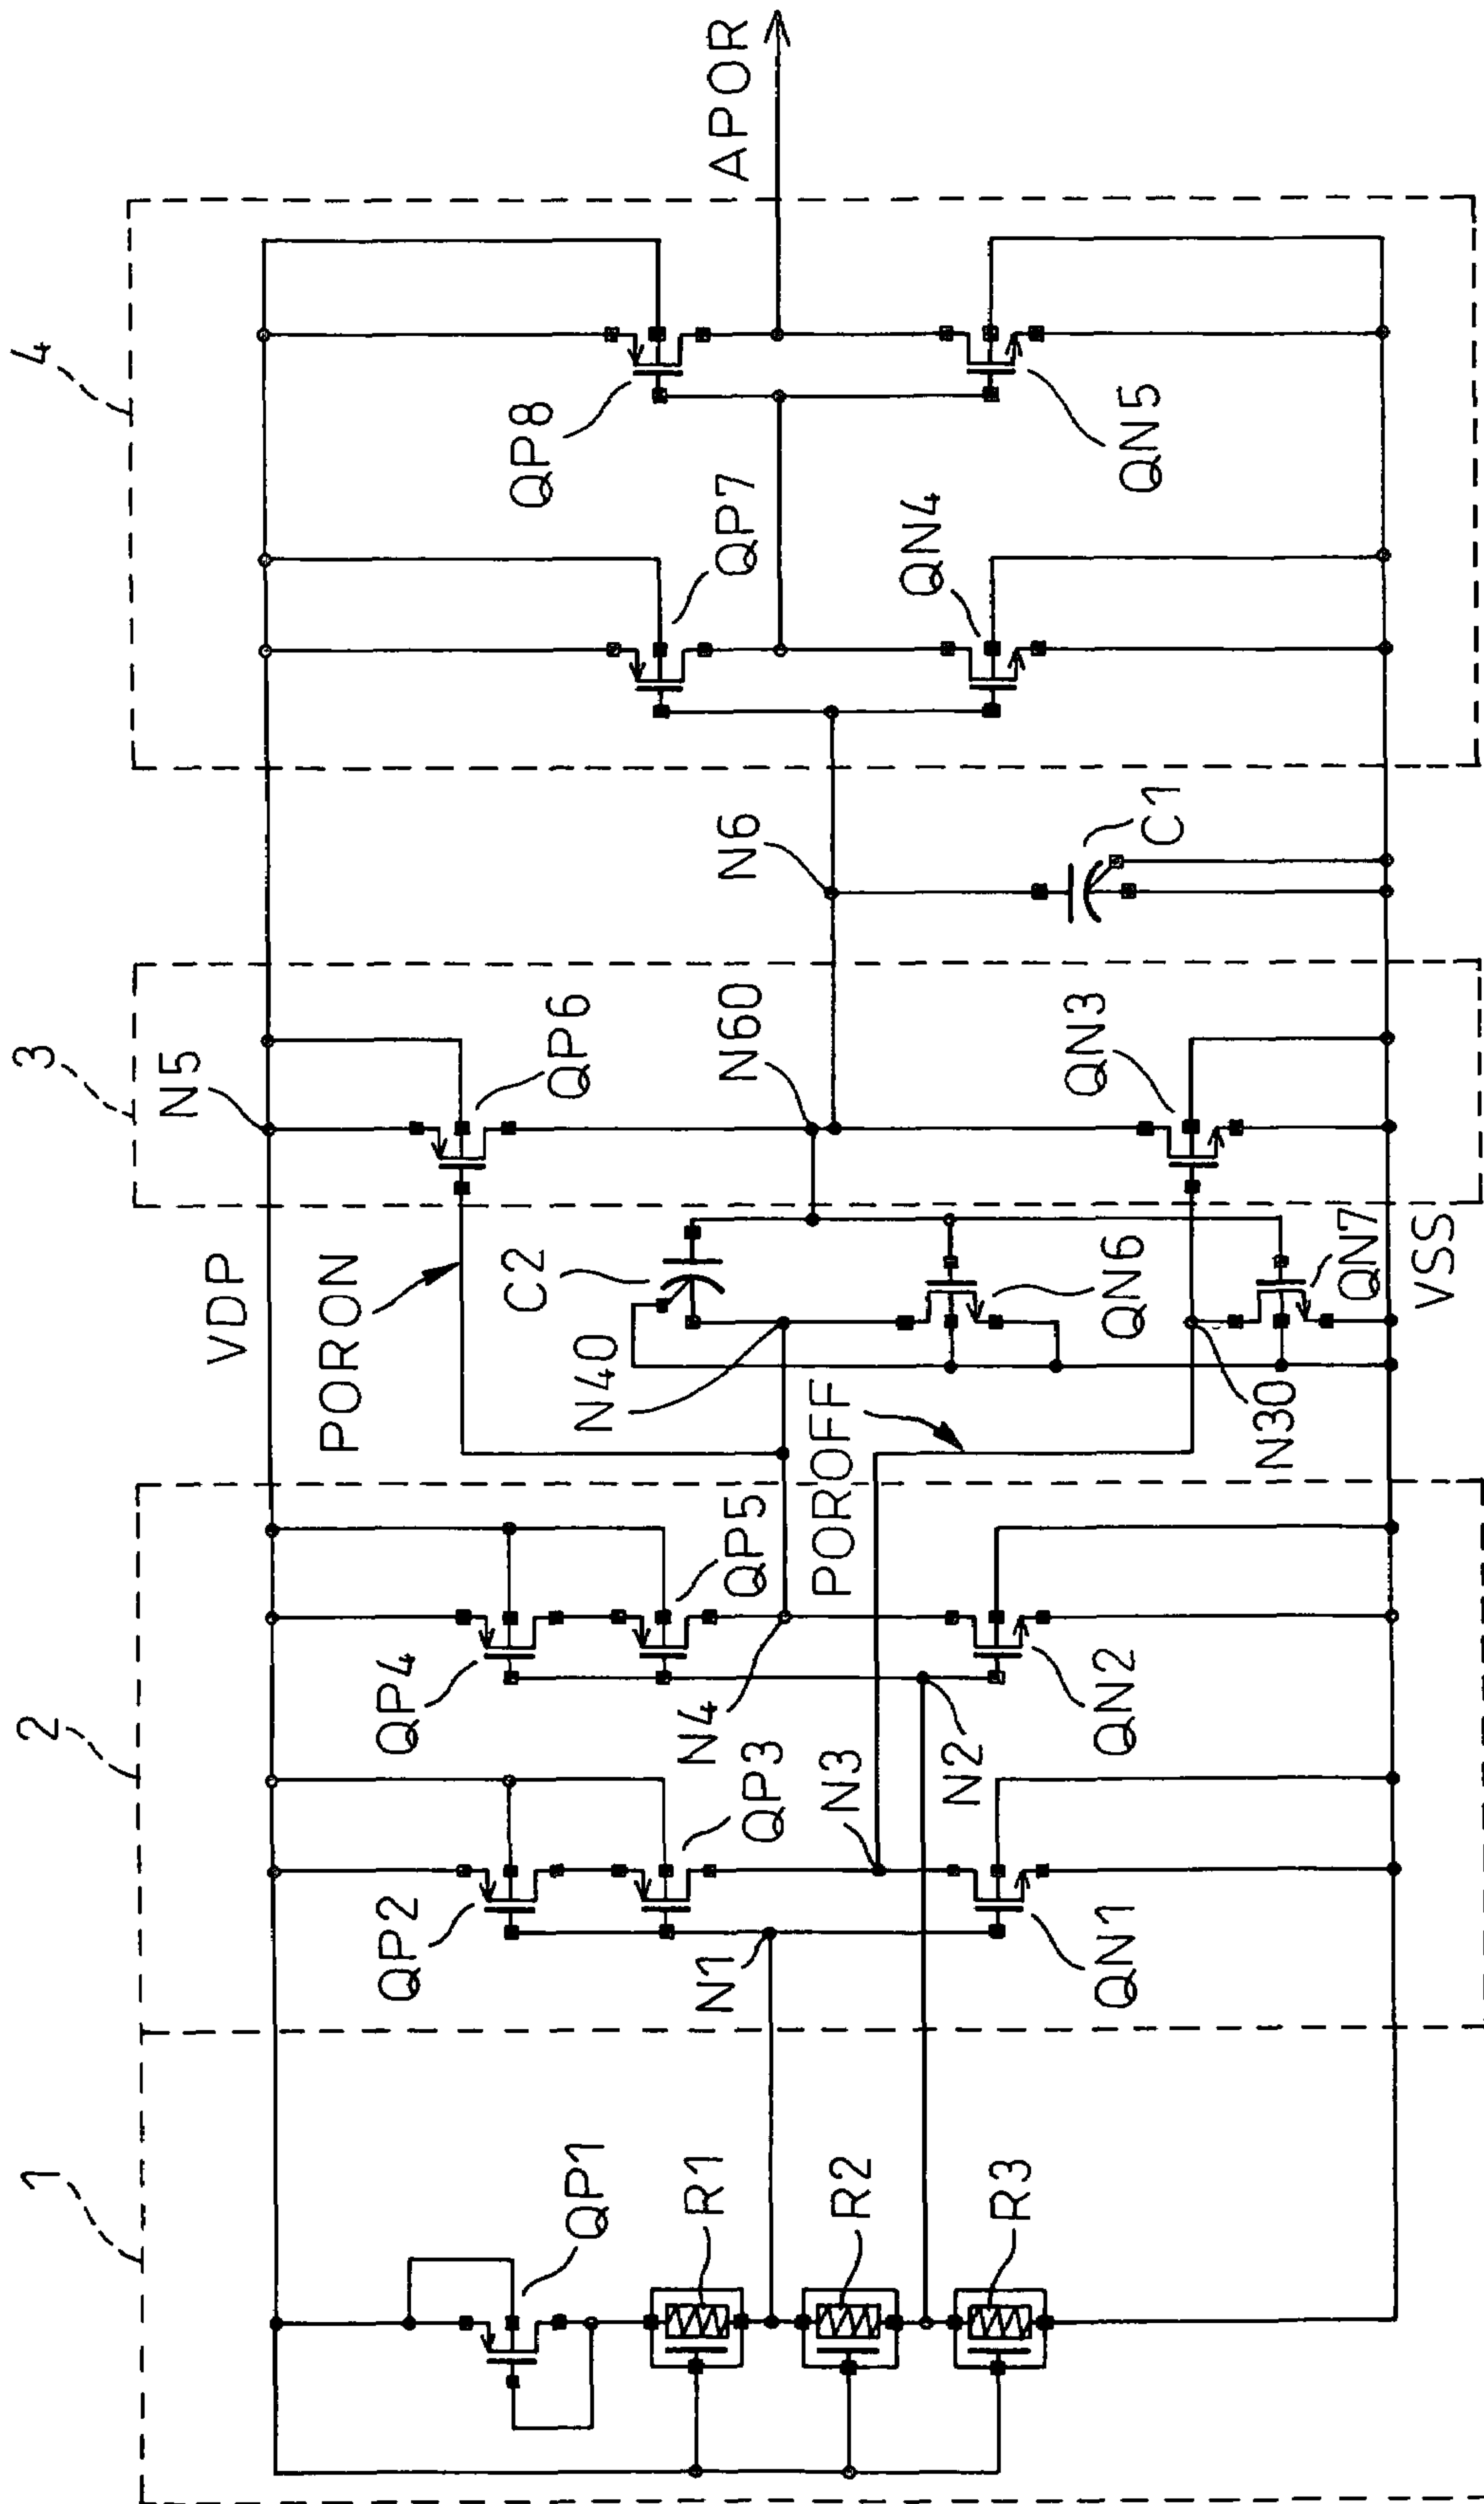 1
2
3
4
VDP
N5
PORON
QP1
R1
R2
R3
QP2
QP3
N1
N3
QN1
QP4
QP5
N4
N2
QN2
POROFF
N40
C2
QN6
N30
QN7
VSS
QP6
N60
QN3
N6
C1
QP7
QN4
QP8
QN5
APOR